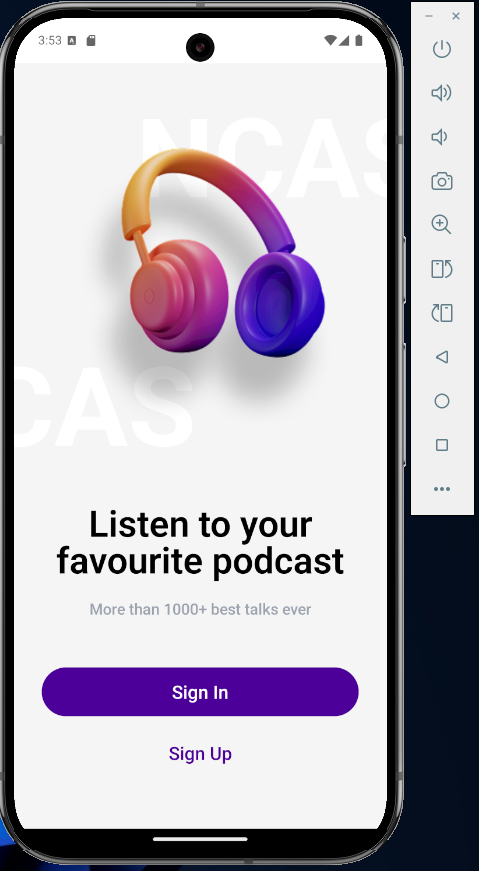 3:53
NCAS
CAS
Listen to your
favourite podcast
More than 1000+ best talks ever
Sign In
Sign Up